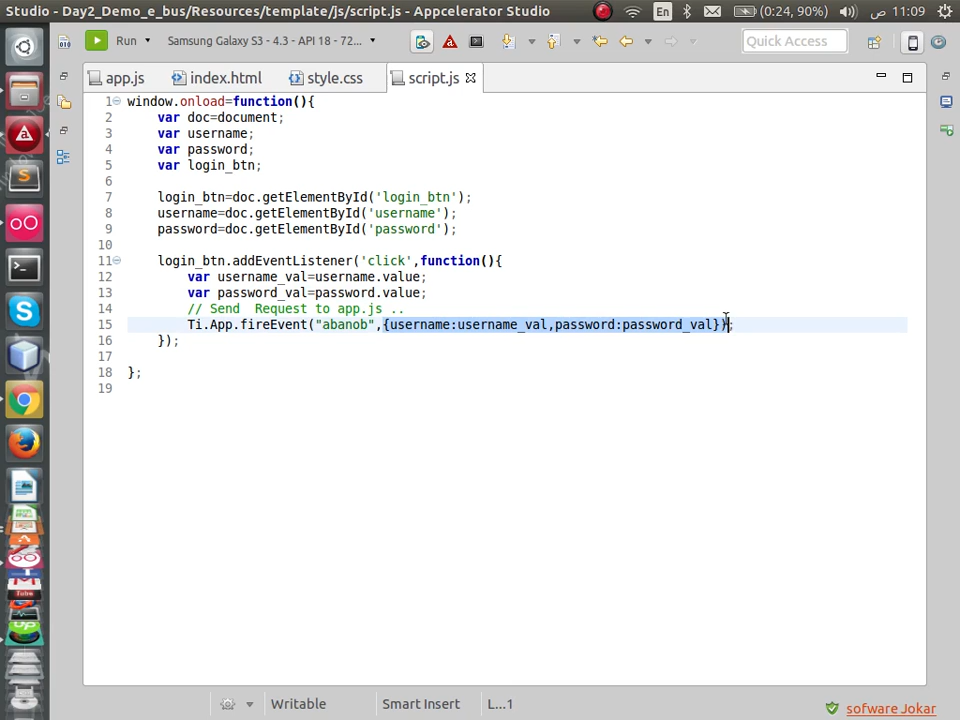 Studio - Day2_Demo_e_bus/Resources/template/js/script.js - Appcelerator Studio
En
(0:24, 90%)
ص 11:09
Run
Samsung Galaxy S3 - 4.3 - API 18 - 72...
Quick Access
app.js
index.html
style.css
script.js
1 window.onload=function(){
2 var doc=document;
3 var username;
4 var password;
5 var login_btn;
6
7 login_btn=doc.getElementById('login_btn');
8 username=doc.getElementById('username');
9 password=doc.getElementById('password');
10
11 login_btn.addEventListener('click',function(){
12 var username_val=username.value;
13 var password_val=password.value;
14 // Send  Request to app.js ..
15 Ti.App.fireEvent("abanob",{username:username_val,password:password_val});
16 });
17
18 };
19
Writable
Smart Insert
L...1
sofware Jokar